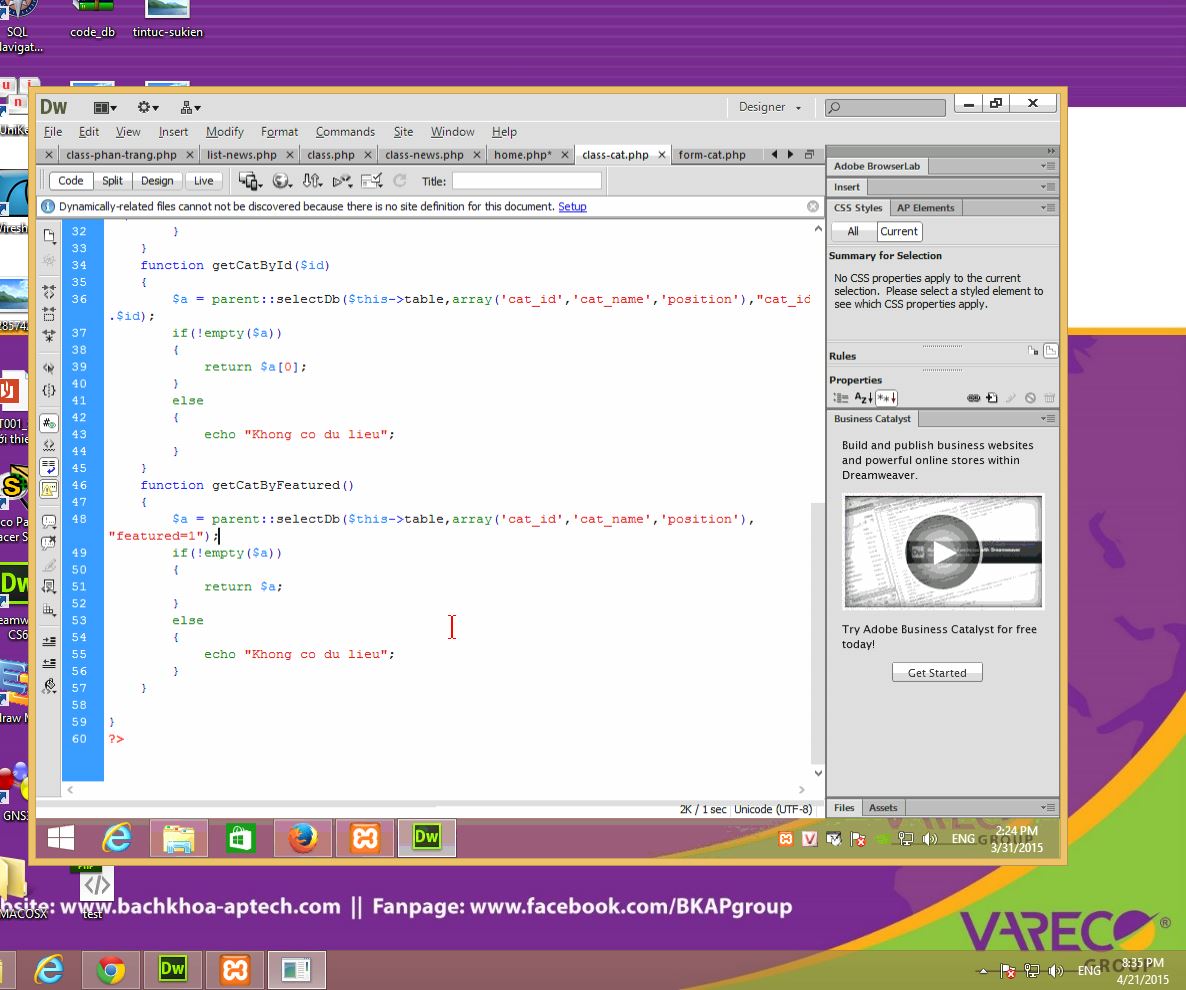 SQL
Navigat...
code_db
tintuc-sukien
Dw
Designer
File Edit View Insert Modify Format Commands Site Window Help
class-phan-trang.php
list-news.php
class.php
class-news.php
home.php*
class-cat.php
form-cat.php
Code Split Design Live
Title:
Dynamically-related files cannot not be discovered because there is no site definition for this document. Setup
32 }
33 }
34 function getCatById($id)
35 {
36 $a = parent::selectDb($this->table,array('cat_id','cat_name','position'),"cat_id
.$id);
37 if(!empty($a))
38 {
39 return $a[0];
40 }
41 else
42 {
43 echo "Khong co du lieu";
44 }
45 }
46 function getCatByFeatured()
47 {
48 $a = parent::selectDb($this->table,array('cat_id','cat_name','position'),
"featured=1");
49 if(!empty($a))
50 {
51 return $a;
52 }
53 else
54 {
55 echo "Khong co du lieu";
56 }
57 }
58
59 }
60 ?>
2K / 1 sec Unicode (UTF-8)
Adobe BrowserLab
Insert
CSS Styles AP Elements
All Current
Summary for Selection
No CSS properties apply to the current
selection. Please select a styled element to
see which CSS properties apply.
Rules
Properties
Business Catalyst
Build and publish business websites
and powerful online stores within
Dreamweaver.
Try Adobe Business Catalyst for free
today!
Get Started
Files Assets
ENG
2:24 PM
3/31/2015
GNS3
MACOSX
test
bsite: www.bachkhoa-aptech.com || Fanpage: www.facebook.com/BKAPgroup
VARECO ®
GROUP
Dw
ENG
8:35 PM
4/21/2015